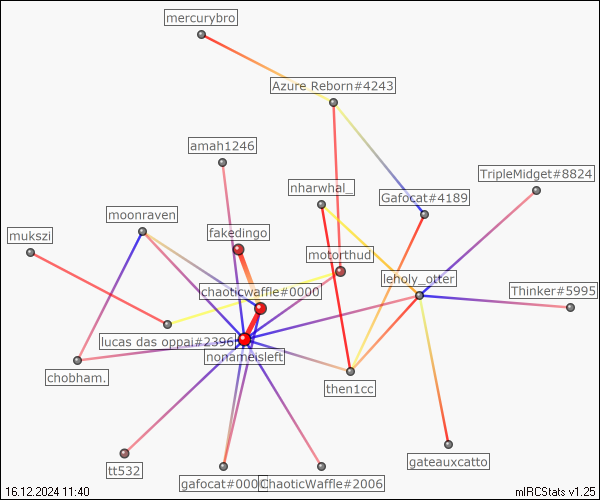 mercurybro
Azure Reborn#4243
amah1246
TripleMidget#8824
nharwhal_
Gafocat#4189
moonraven
fakedingo
mukszi
motorthud
leholy_otter
chaoticwaffle#0000
Thinker#5995
lucas das oppai#2396
nonameisleft
chobham.
then1cc
gateauxcatto
tt532
gafocat#000
ChaoticWaffle#2006
16.12.2024 11:40
mIRCStats v1.25